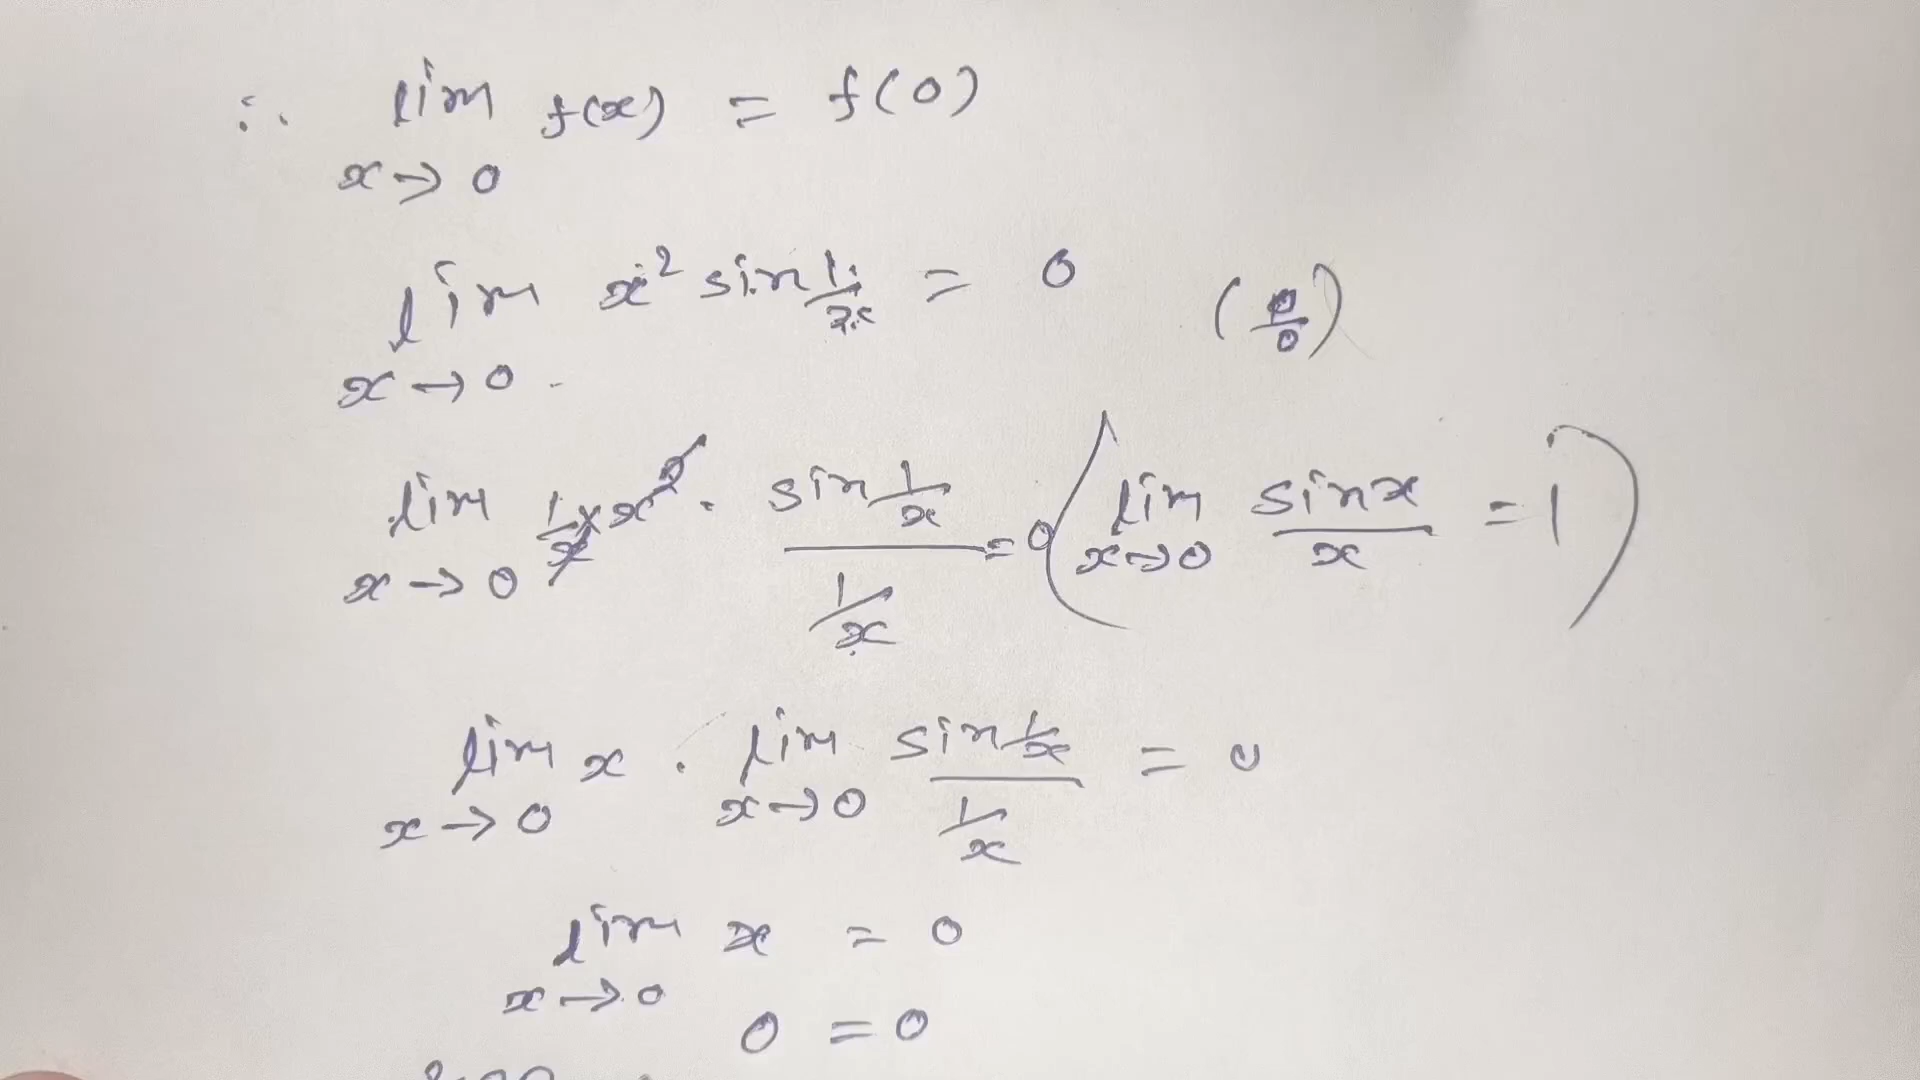 ∴ lim f(x) = f(0)
x→0
lim x² sin 1/x = 0 (0/0)
x→0
lim 1/x × x² · sin 1/x / 1/x = 0 ( lim x→0 sin x / x = 1 )
x→0
lim x · lim sin 1/x / 1/x = 0
x→0 x→0
lim x = 0
x→0
0 = 0